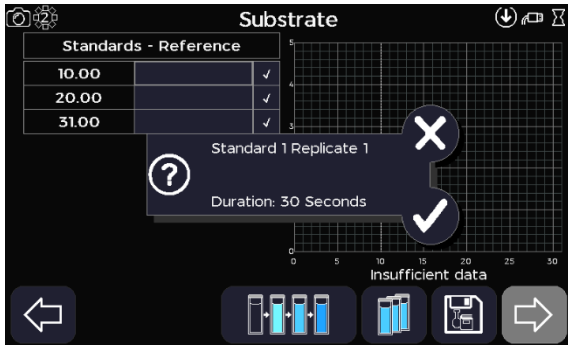 2
Substrate
Standards - Reference
10.00 ✓
20.00 ✓
31.00 ✓
Standard 1 Replicate 1
?
Duration: 30 Seconds
5
4
3
0
0 5 10 15 20 25 30
Insufficient data